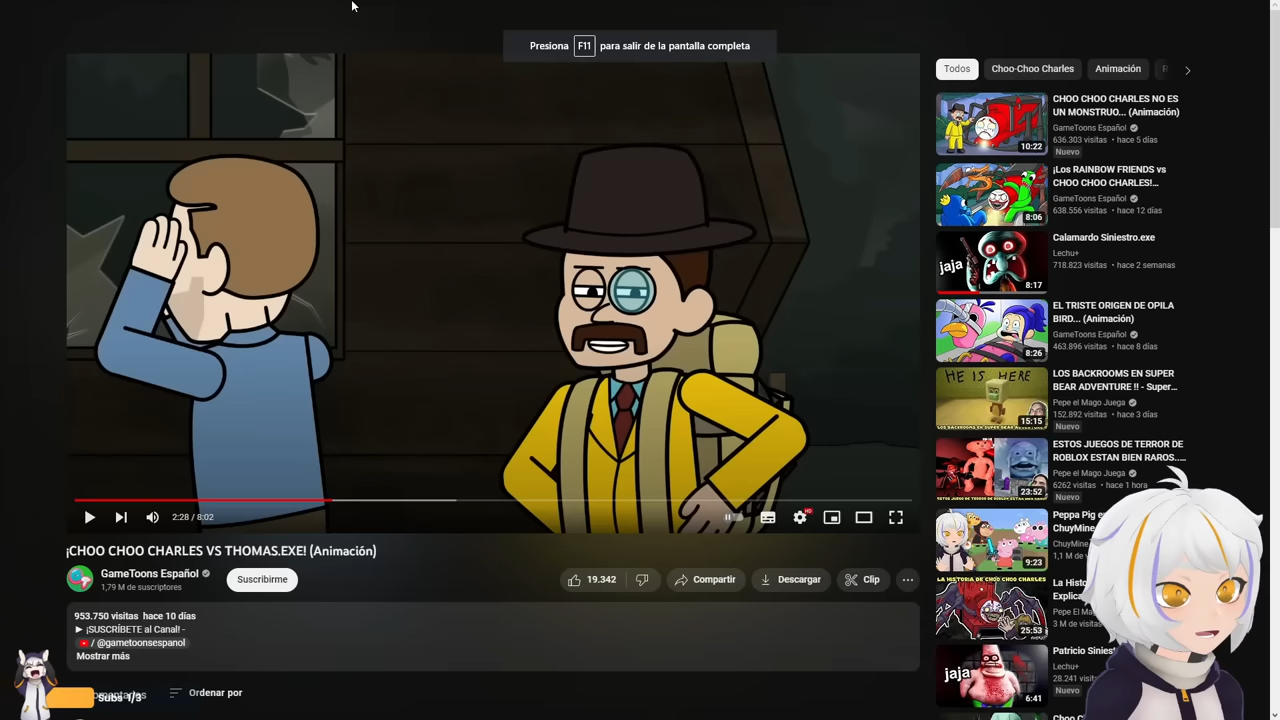 Presiona F11 para salir de la pantalla completa
2:28 / 8:02
HD
¡CHOO CHOO CHARLES VS THOMAS.EXE! (Animación)
GameToons Español
1,79 M de suscriptores
Suscribirme
19.342
Compartir
Descargar
Clip
953.750 visitas hace 10 días
► ¡SUSCRÍBETE al Canal! -
/ @gametoonsespanol
Mostrar más
Subs 1/3
Ordenar por
Todos
Choo-Choo Charles
Animación
10:22
CHOO CHOO CHARLES NO ES
UN MONSTRUO... (Animación)
GameToons Español
636.303 visitas • hace 5 días
Nuevo
8:06
¡Los RAINBOW FRIENDS vs
CHOO CHOO CHARLES!...
GameToons Español
638.556 visitas • hace 12 días
jaja
8:17
Calamardo Siniestro.exe
Lechu+
718.823 visitas • hace 2 semanas
8:26
EL TRISTE ORIGEN DE OPILA
BIRD... (Animación)
GameToons Español
463.896 visitas • hace 8 días
HE IS HERE
15:15
LOS BACKROOMS EN SUPER
BEAR ADVENTURE !! - Super...
Pepe el Mago Juega
152.892 visitas • hace 3 días
Nuevo
23:52
ESTOS JUEGOS DE TERROR DE
ROBLOX ESTAN BIEN RAROS.....
Pepe el Mago Juega
6262 visitas • hace 1 hora
Nuevo
9:23
Peppa Pig
ChuyMine
1,1 M de
LA HISTORIA DE CHOO CHOO CHARLES
25:53
La Histo
Explica
Pepe El Ma
3 M de vis
jaja
6:41
Patricio Siniest
Lechu+
28.241 visitas
Nuevo
Choo C